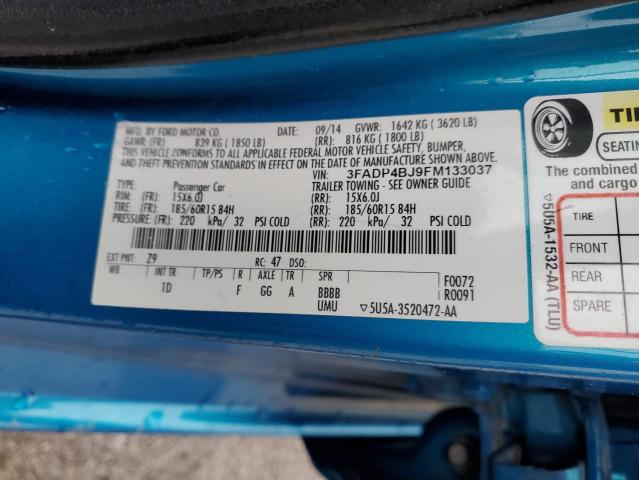 MFD. BY FORD MOTOR CO. DATE: 09/14 GVWR: 1642 KG ( 3620 LB)
GAWR: (FR): 839 KG ( 1850 LB) (RR): 816 KG ( 1800 LB)
THIS VEHICLE CONFORMS TO ALL APPLICABLE FEDERAL MOTOR VEHICLE SAFETY, BUMPER,
AND THEFT PREVENTION STANDARDS IN EFFECT ON THE DATE OF MANUFACTURE SHOWN ABOVE.
VIN: 3FADP4BJ9FM133037
TYPE: Passenger Car TRAILER TOWING - SEE OWNER GUIDE
RIM: (FR): 15X6.0J (RR): 15X6.0J
TIRE: (FR): 185/60R15 84H (RR): 185/60R15 84H
PRESSURE: (FR): 220 kPa/ 32 PSI COLD (RR): 220 kPa/ 32 PSI COLD
EXT PNT: Z9 RC: 47 DSO:
WB INT TR TP/PS R AXLE TR SPR F0072
1D F GG A BBBB R0091
UMU ▽5U5A-3520472-AA
TI
SEATIN
The combined
and cargo
TIRE
FRONT
REAR
SPARE
▽5U5A-1532-AA (TLU)